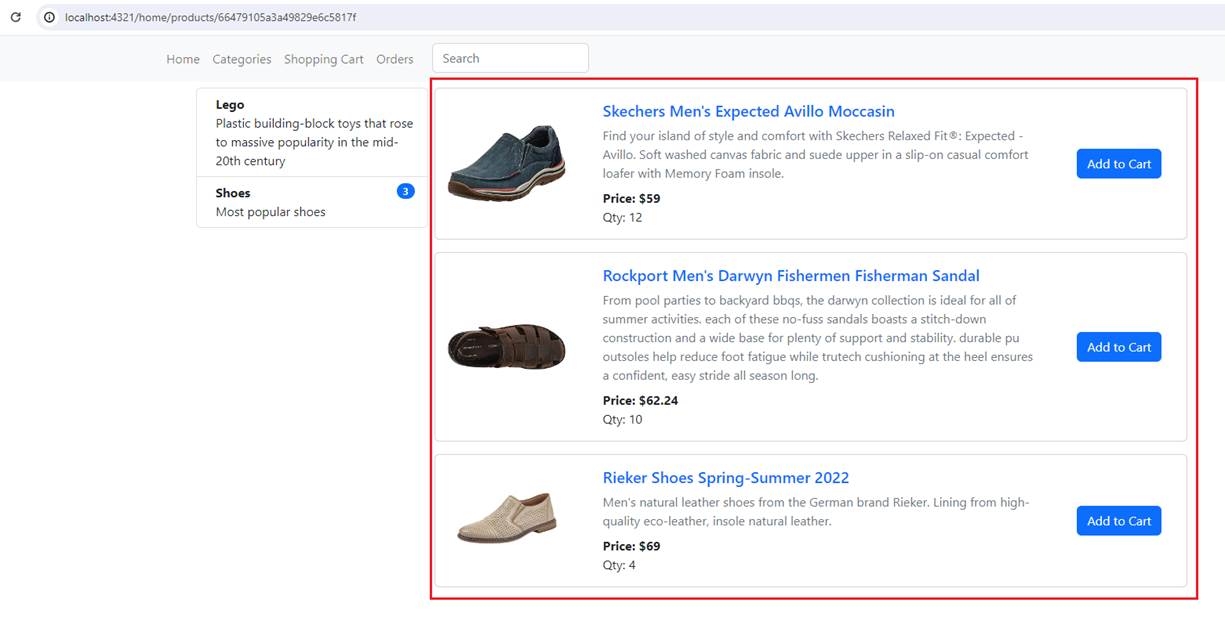 localhost:4321/home/products/66479105a3a49829e6c5817f
Home Categories Shopping Cart Orders Search
Lego
Plastic building-block toys that rose
to massive popularity in the mid-
20th century
Shoes 3
Most popular shoes
Skechers Men's Expected Avillo Moccasin
Find your island of style and comfort with Skechers Relaxed Fit®: Expected -
Avillo. Soft washed canvas fabric and suede upper in a slip-on casual comfort
loafer with Memory Foam insole.
Price: $59
Qty: 12
Add to Cart
Rockport Men's Darwyn Fishermen Fisherman Sandal
From pool parties to backyard bbqs, the darwyn collection is ideal for all of
summer activities. each of these no-fuss sandals boasts a stitch-down
construction and a wide base for plenty of support and stability. durable pu
outsoles help reduce foot fatigue while trutech cushioning at the heel ensures
a confident, easy stride all season long.
Price: $62.24
Qty: 10
Add to Cart
Rieker Shoes Spring-Summer 2022
Men's natural leather shoes from the German brand Rieker. Lining from high-
quality eco-leather, insole natural leather.
Price: $69
Qty: 4
Add to Cart